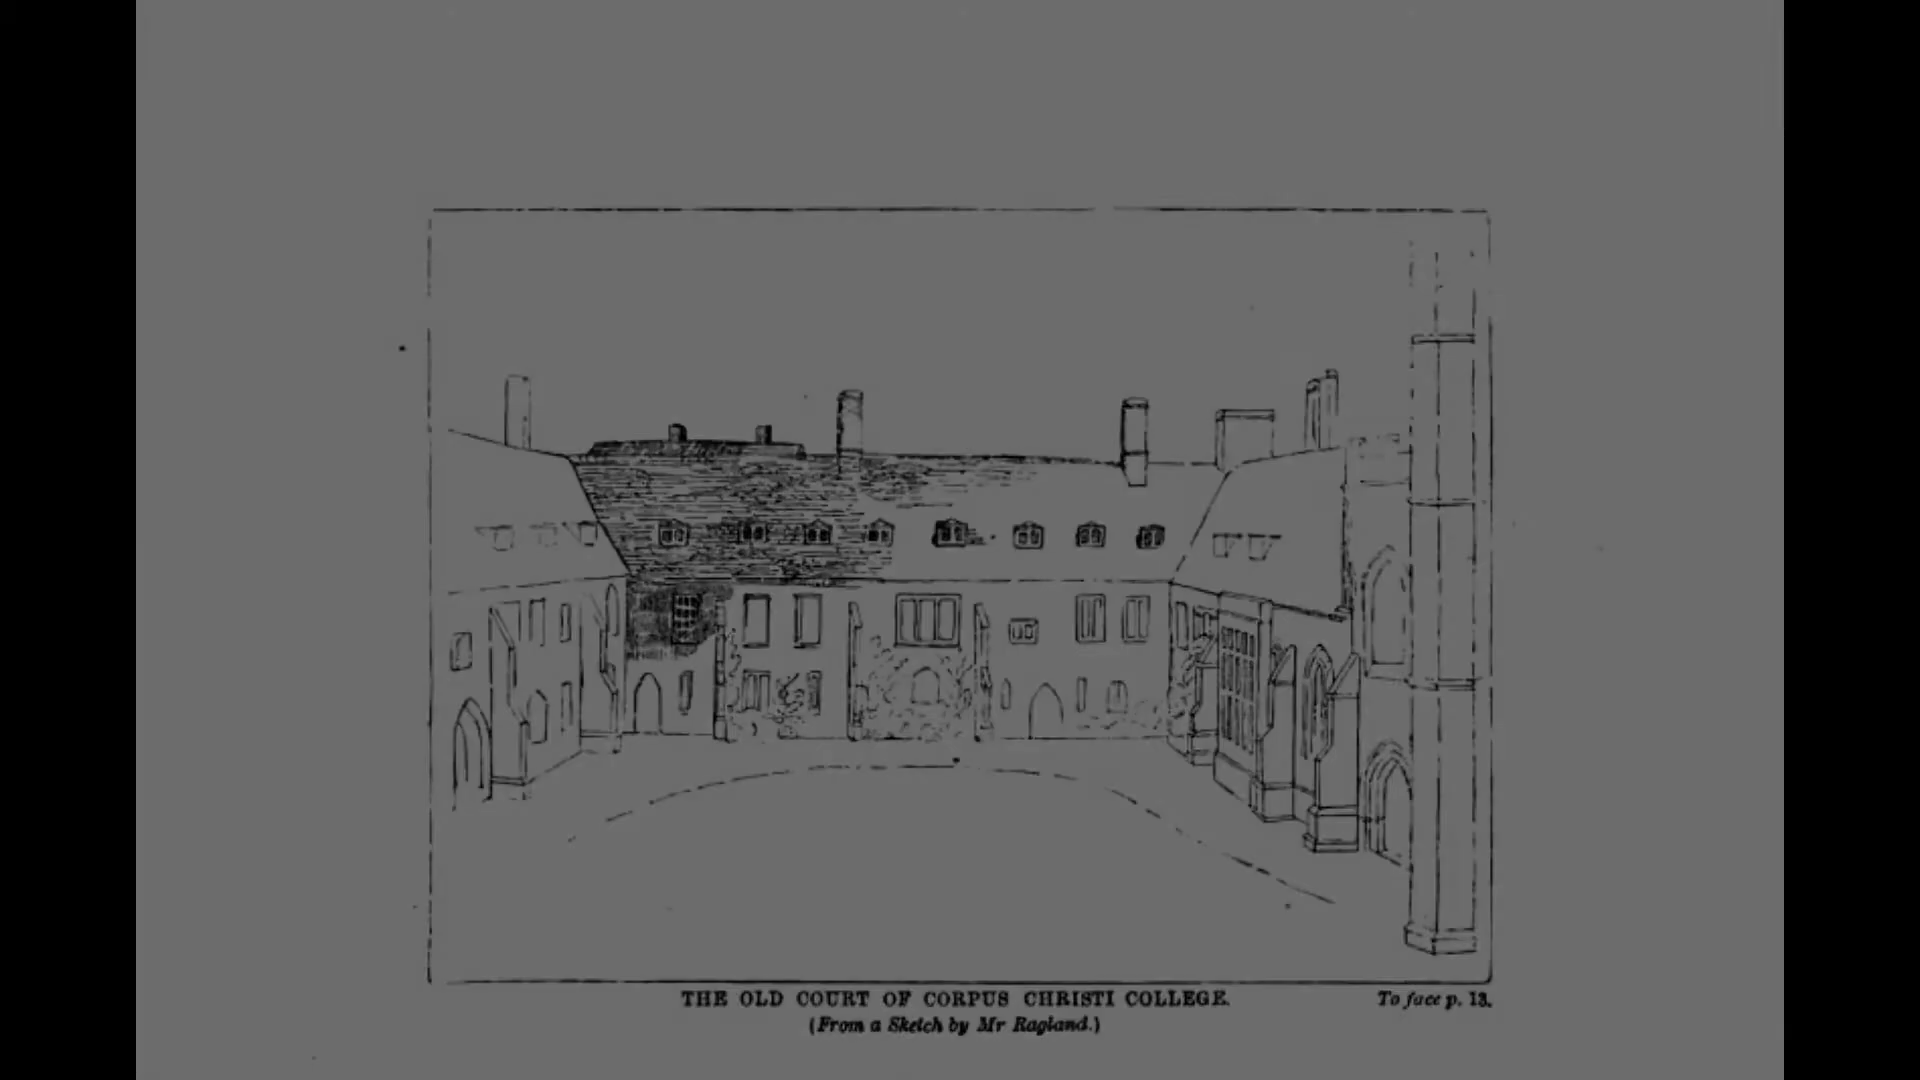 THE OLD COURT OF CORPUS CHRISTI COLLEGE.
To face p. 13.
(From a Sketch by Mr Ragland.)